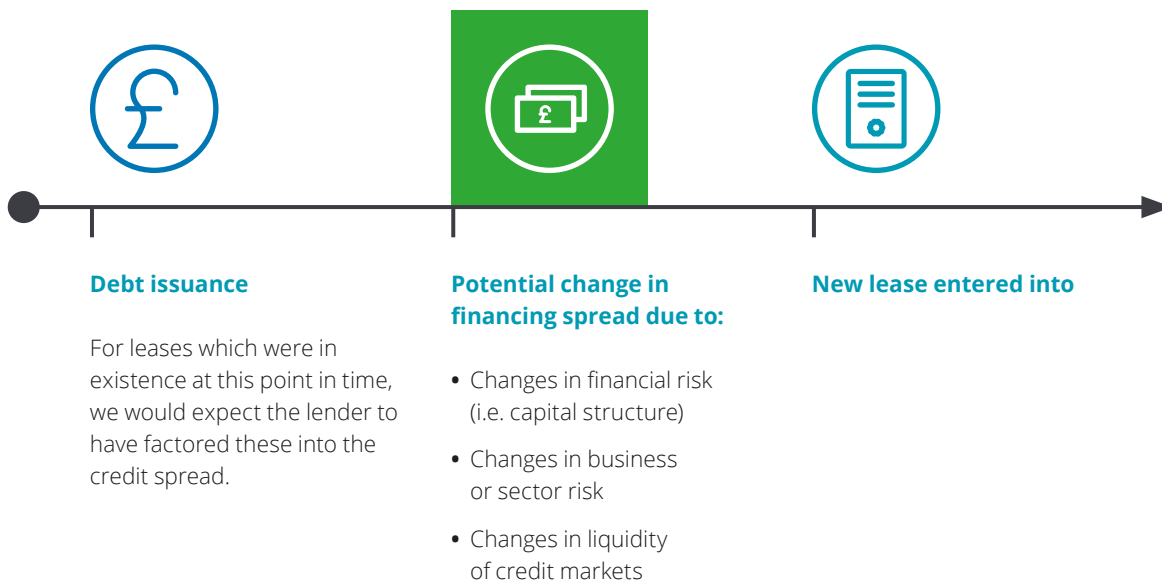 £
£
Debt issuance
For leases which were in
existence at this point in time,
we would expect the lender to
have factored these into the
credit spread.
Potential change in
financing spread due to:
• Changes in financial risk
(i.e. capital structure)
• Changes in business
or sector risk
• Changes in liquidity
of credit markets
New lease entered into